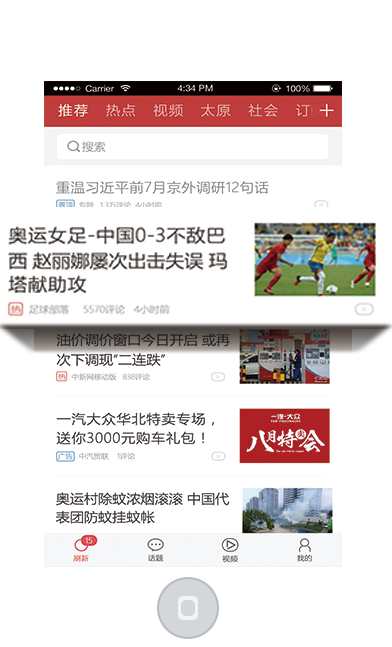 Carrier 4:34 PM 100%
推荐 热点 视频 太原 社会 订
搜索
重温习近平前7月京外调研12句话
置顶 专题 13万评论 4小时前
奥运女足-中国0-3不敌巴
西 赵丽娜屡次出击失误 玛
塔献助攻
热 足球部落 5570评论 4小时前
油价调价窗口今日开启 或再
次下调现“二连跌”
热 中新网移动版 838评论
一汽大众华北特卖专场，
送你3000元购车礼包！
一汽·大众
八月特卖会
广告 中汽贸联 1评论
奥运村除蚊浓烟滚滚 中国代
表团防蚊挂蚊帐
15
刷新 话题 视频 我的